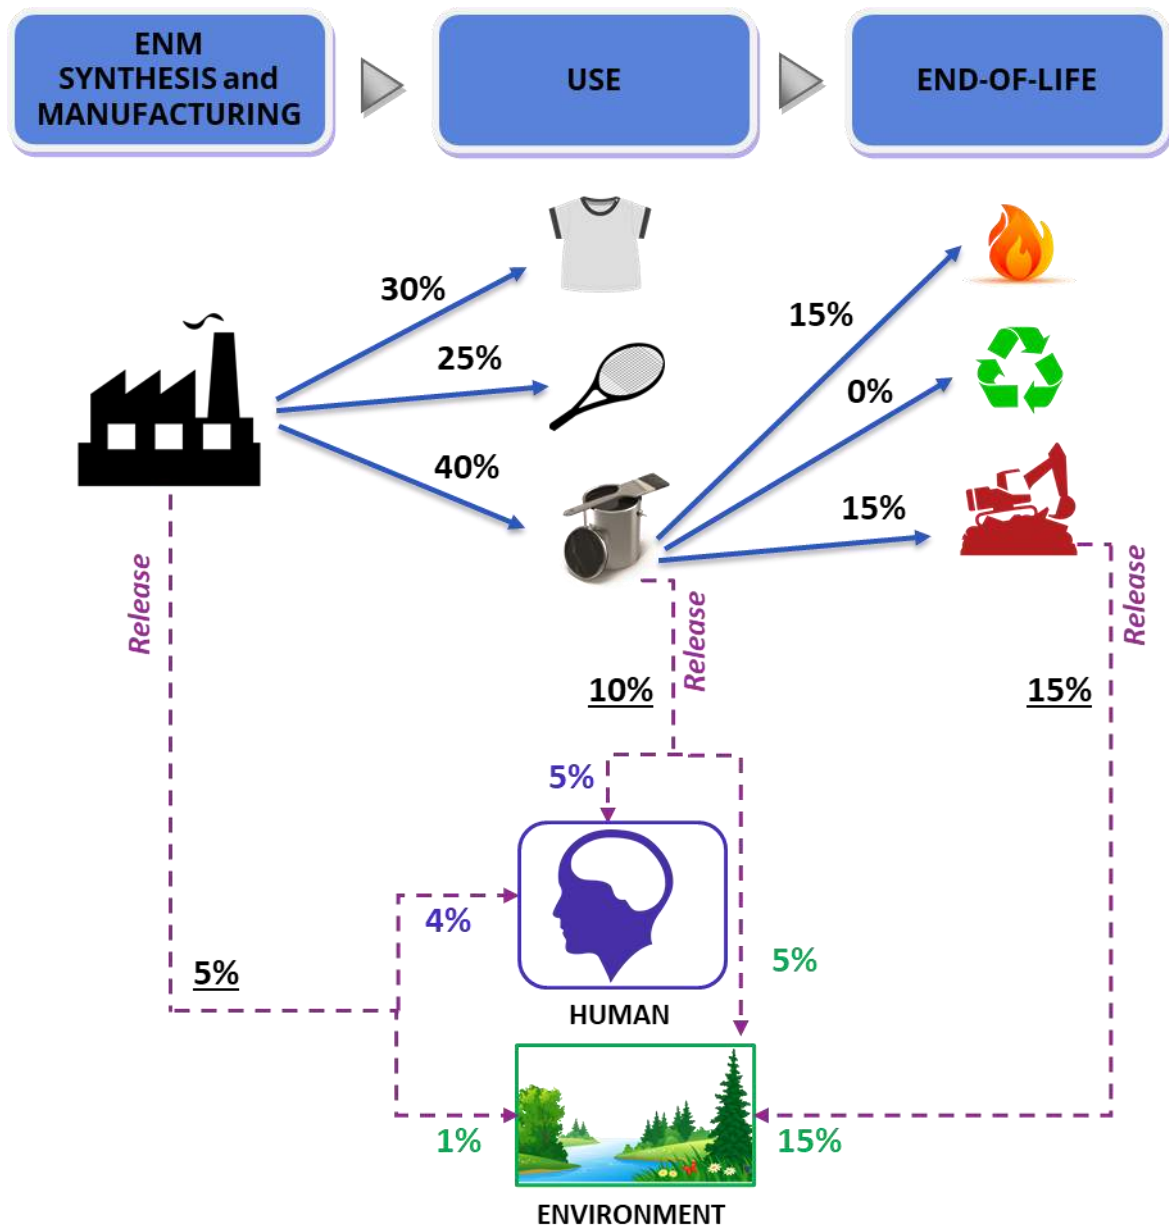 ENM
SYNTHESIS and
MANUFACTURING
USE
END-OF-LIFE
30%
25%
40%
15%
0%
15%
Release
Release
Release
10%
15%
5%
4%
5%
5%
HUMAN
1%
15%
ENVIRONMENT